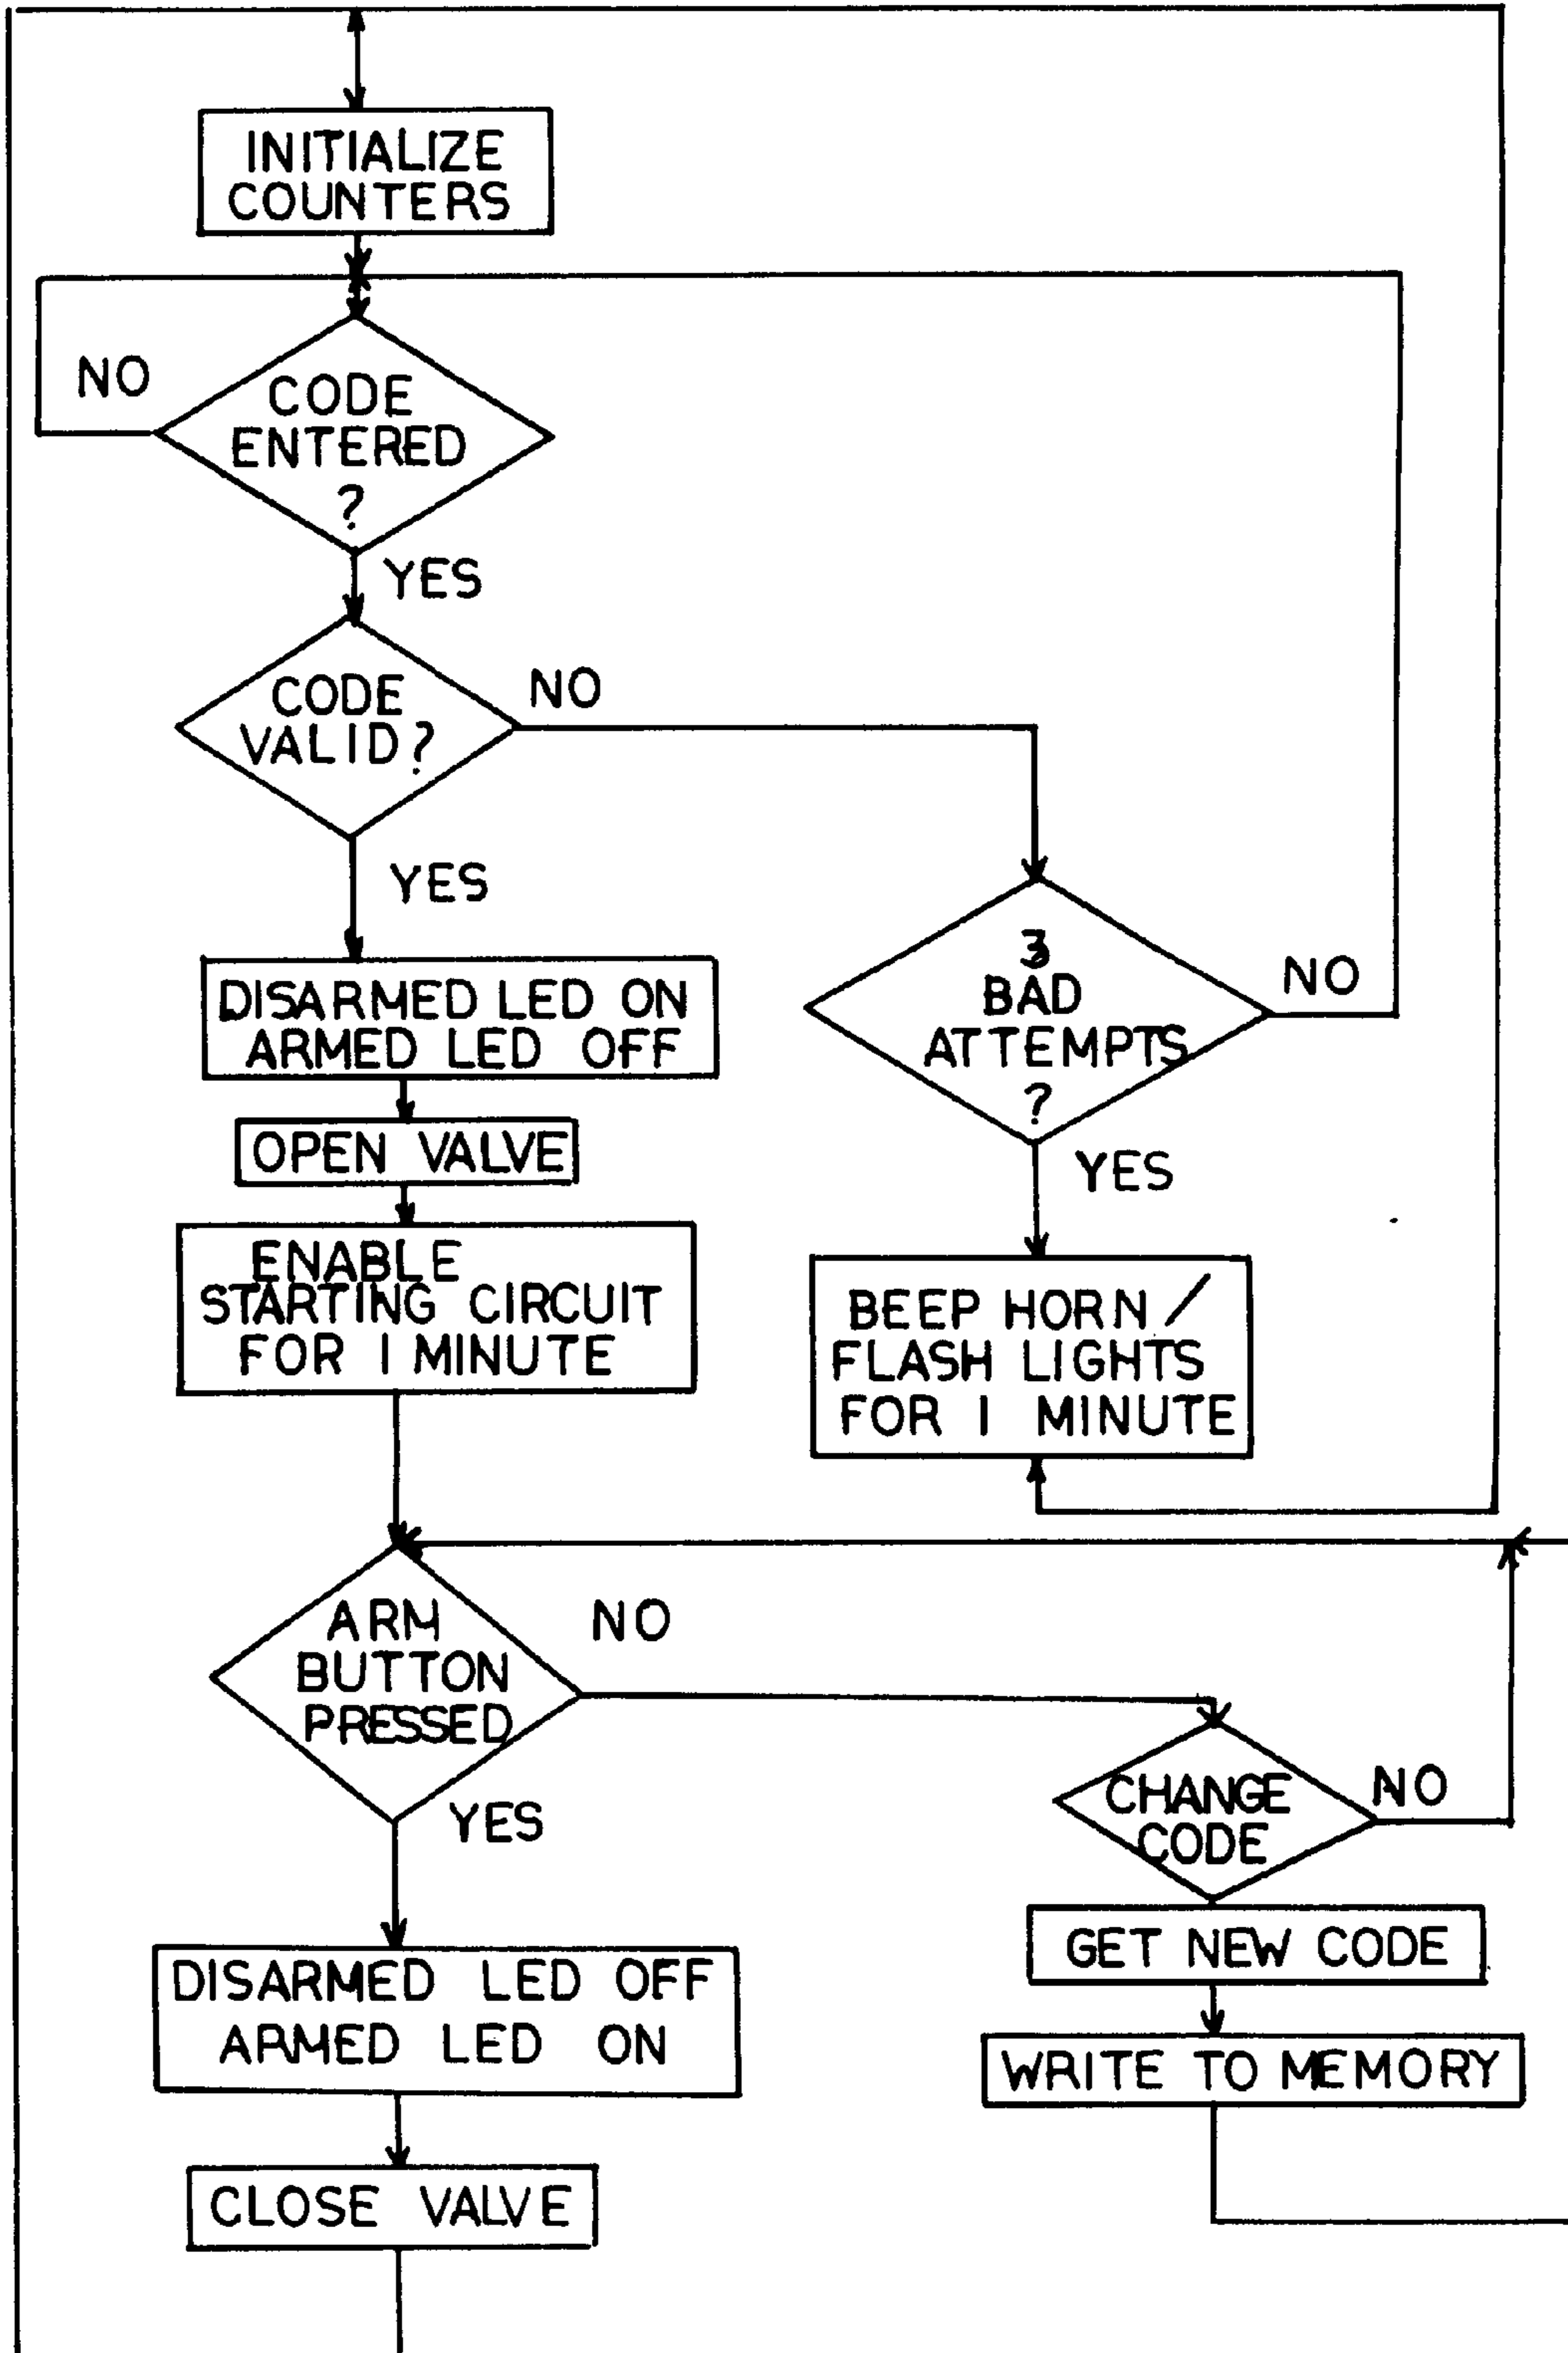 INITIALIZE
COUNTERS
NO
CODE
ENTERED
?
YES
CODE
VALID?
NO
YES
DISARMED LED ON
ARMED LED OFF
3
BAD
ATTEMPTS
?
NO
YES
OPEN VALVE
ENABLE
STARTING CIRCUIT
FOR 1 MINUTE
BEEP HORN /
FLASH LIGHTS
FOR 1 MINUTE
ARM
BUTTON
PRESSED
NO
YES
CHANGE
CODE
NO
GET NEW CODE
WRITE TO MEMORY
DISARMED LED OFF
ARMED LED ON
CLOSE VALVE